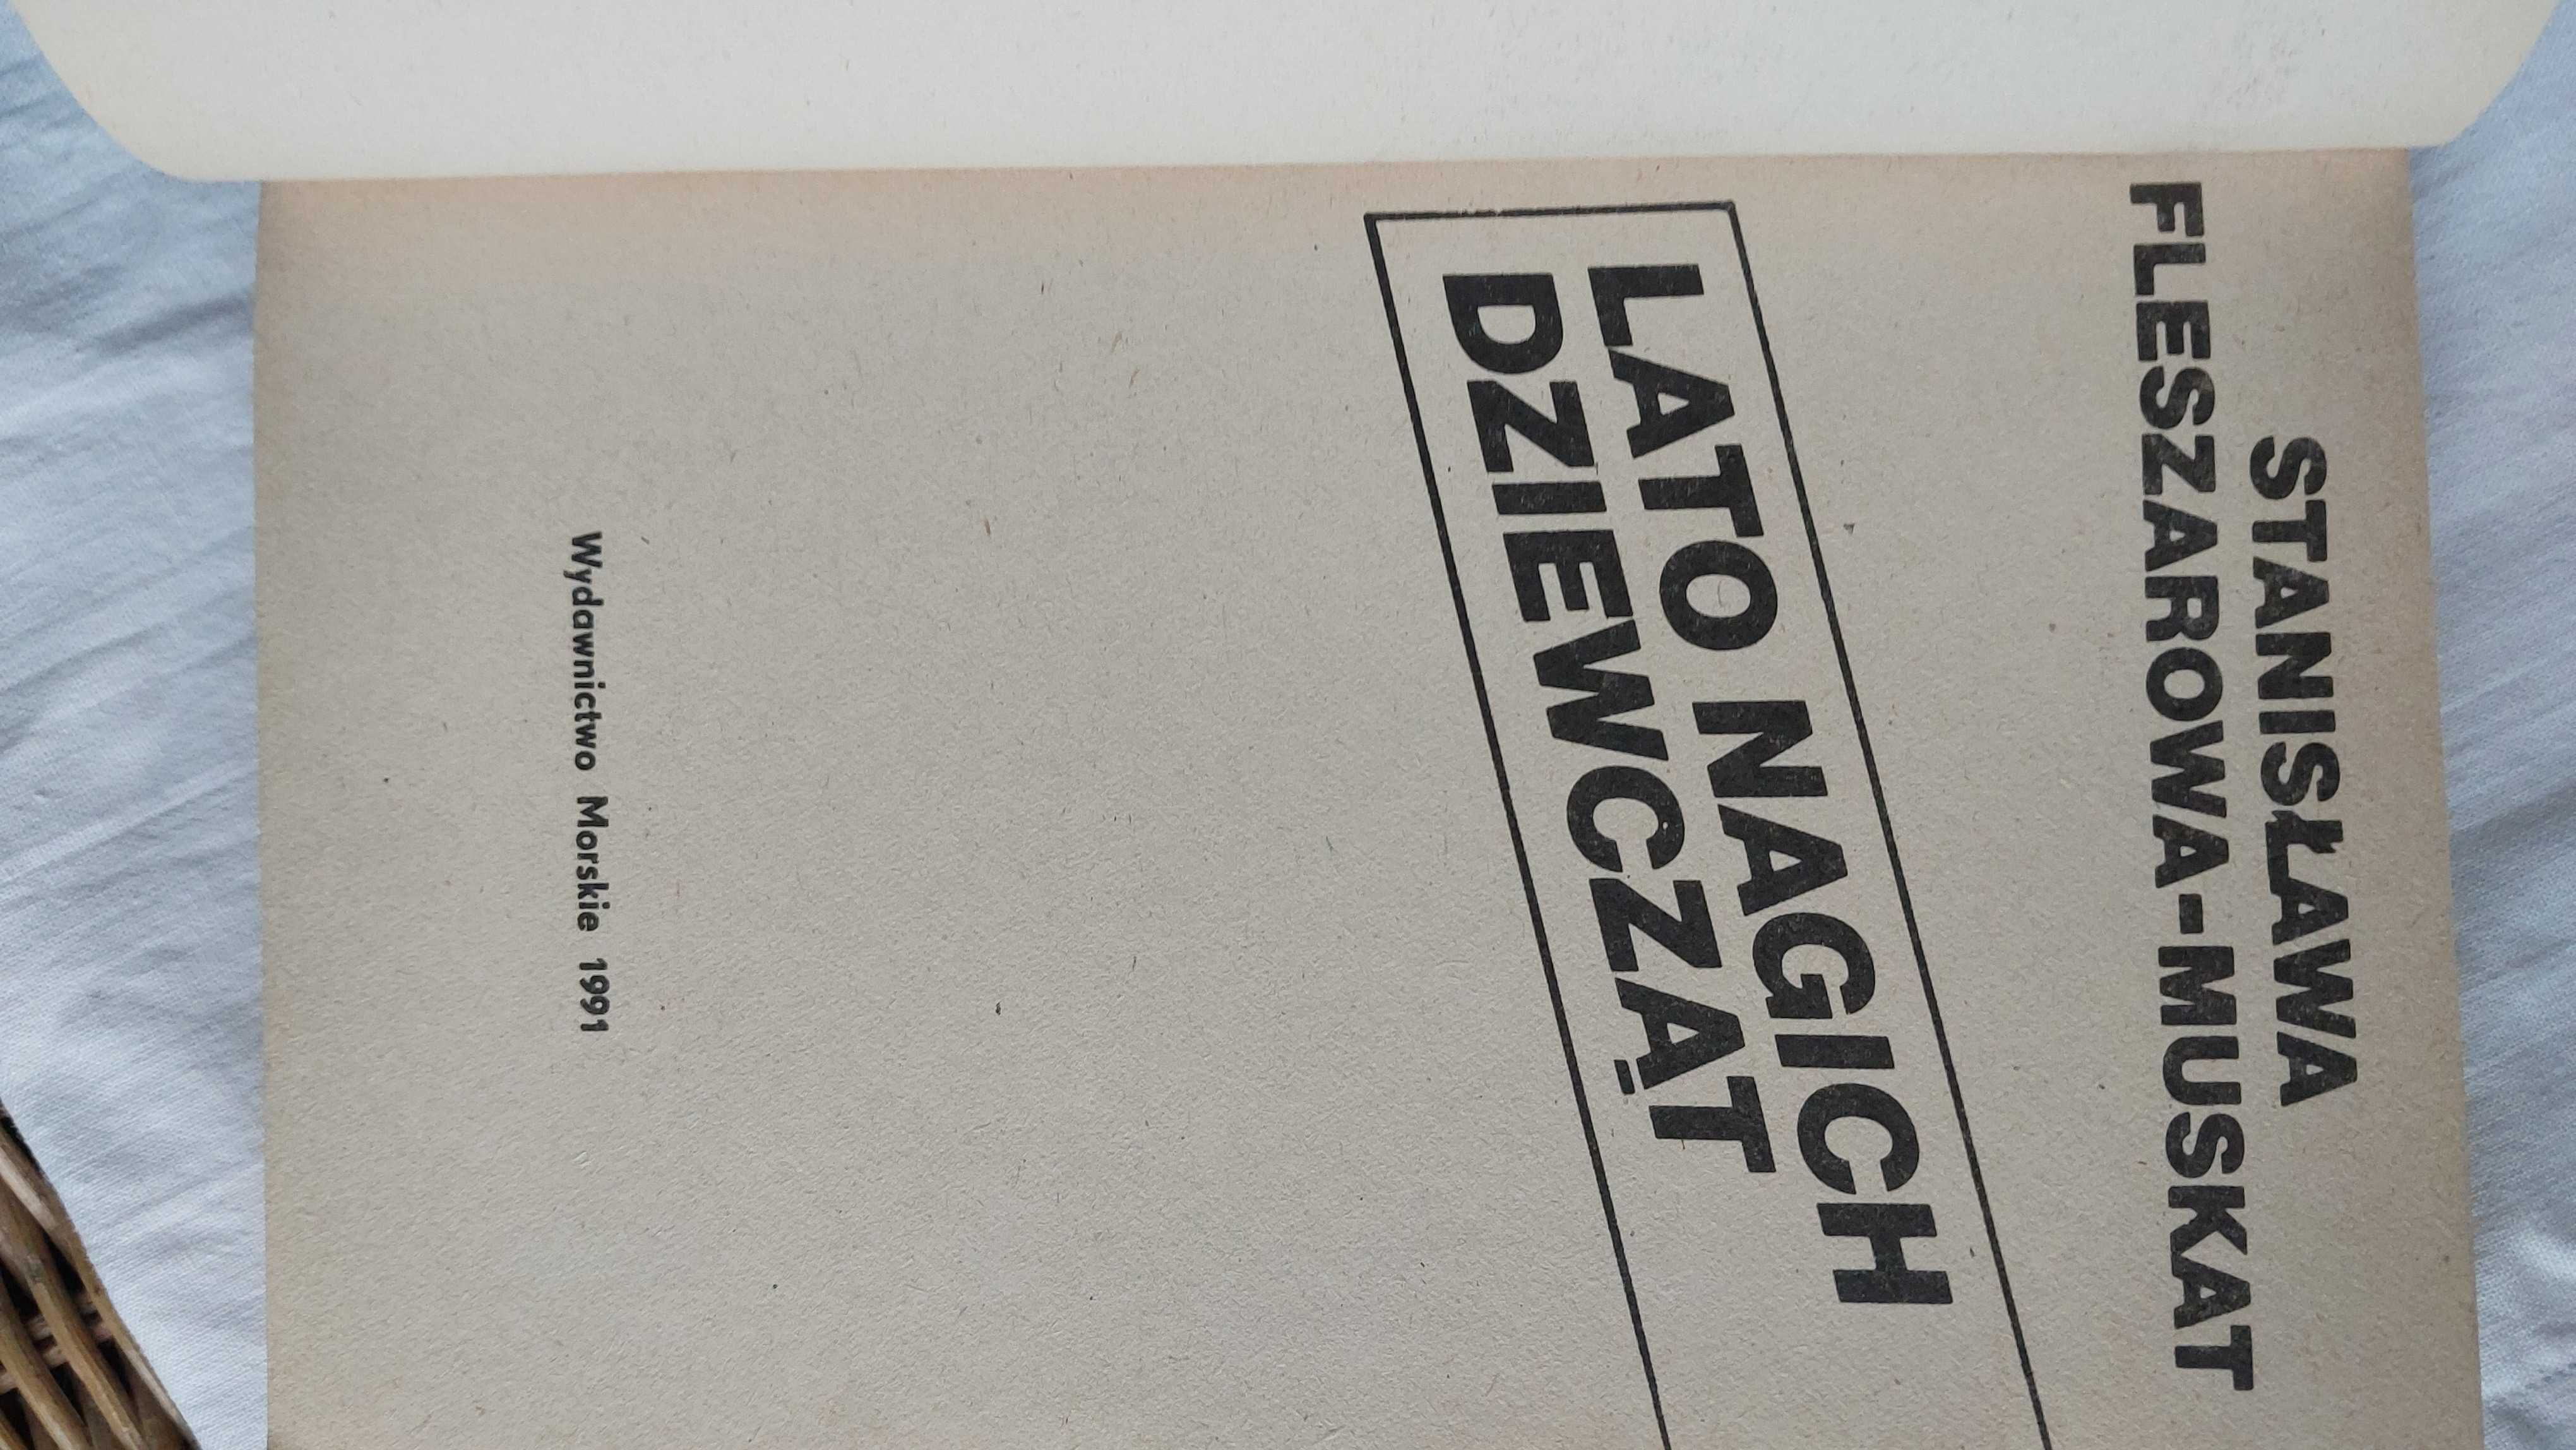 STANISŁAWA
FLESZAROWA-MUSKAT
LATO NAGICH
DZIEWCZĄT
Wydawnictwo Morskie 1991